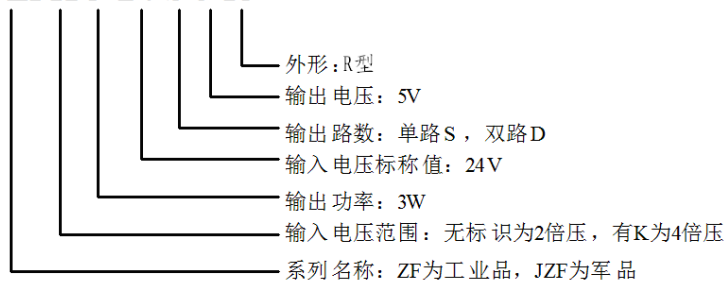 外形:R型
输出电压：5V
输出路数：单路S ，双路D
输入电压标称值：24V
输出功率：3W
输入电压范围：无标识为2倍压，有K为4倍压
系列名称：ZF为工业品，JZF为军品